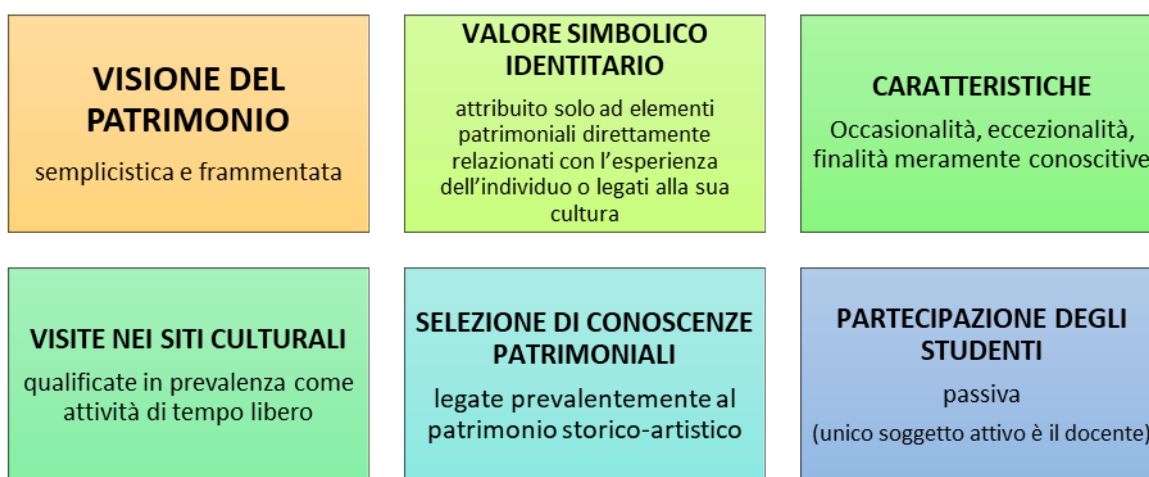 VISIONE DEL
PATRIMONIO
semplicistica e frammentata
VALORE SIMBOLICO
IDENTITARIO
attribuito solo ad elementi
patrimoniali direttamente
relazionati con l'esperienza
dell'individuo o legati alla sua
cultura
CARATTERISTICHE
Occasionalità, eccezionalità,
finalità meramente conoscitive
VISITE NEI SITI CULTURALI
qualificate in prevalenza come
attività di tempo libero
SELEZIONE DI CONOSCENZE
PATRIMONIALI
legate prevalentemente al
patrimonio storico-artistico
PARTECIPAZIONE DEGLI
STUDENTI
passiva
(unico soggetto attivo è il docente)